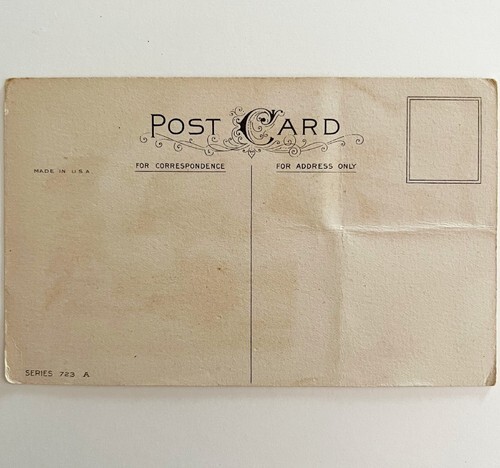 POST CARD
FOR CORRESPONDENCE
FOR ADDRESS ONLY
MADE IN U.S.A
SERIES 723 A